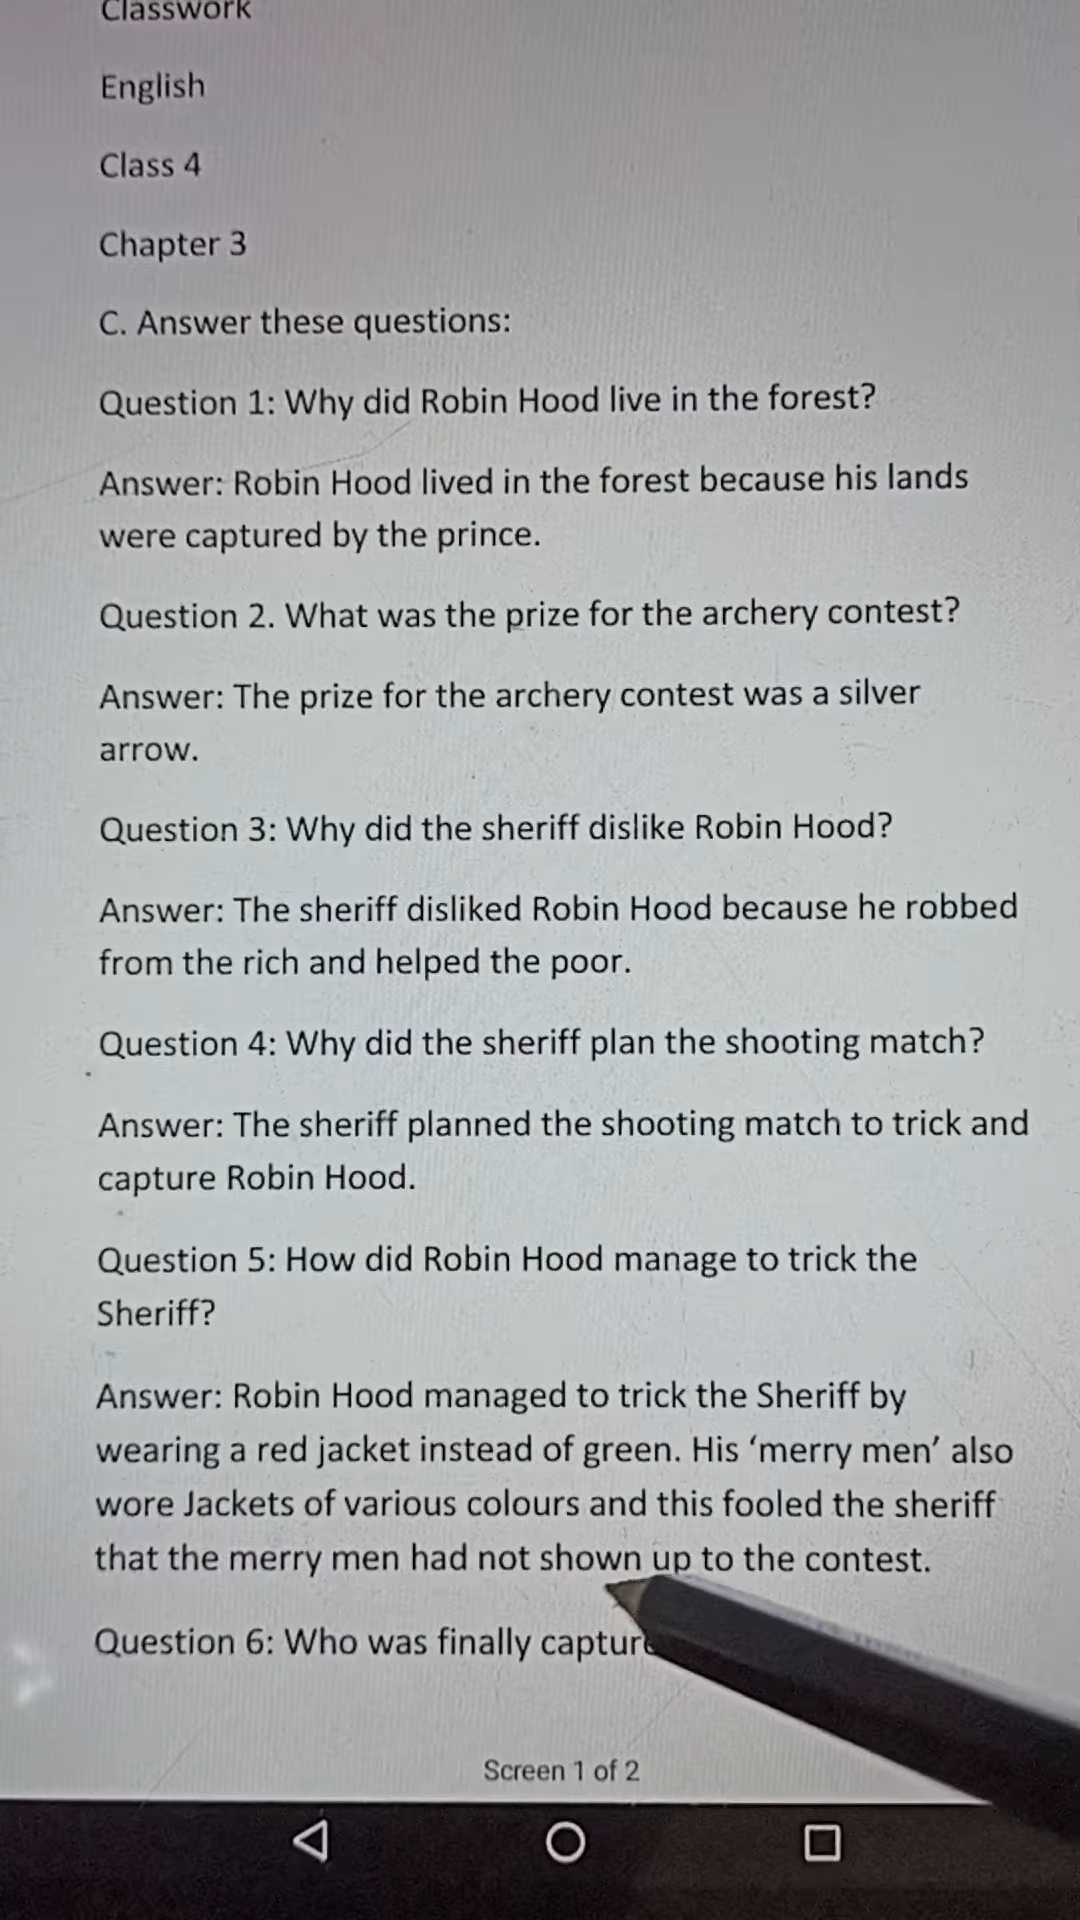 Classwork
English
Class 4
Chapter 3
C. Answer these questions:
Question 1: Why did Robin Hood live in the forest?
Answer: Robin Hood lived in the forest because his lands
were captured by the prince.
Question 2. What was the prize for the archery contest?
Answer: The prize for the archery contest was a silver
arrow.
Question 3: Why did the sheriff dislike Robin Hood?
Answer: The sheriff disliked Robin Hood because he robbed
from the rich and helped the poor.
Question 4: Why did the sheriff plan the shooting match?
Answer: The sheriff planned the shooting match to trick and
capture Robin Hood.
Question 5: How did Robin Hood manage to trick the
Sheriff?
Answer: Robin Hood managed to trick the Sheriff by
wearing a red jacket instead of green. His ‘merry men’ also
wore Jackets of various colours and this fooled the sheriff
that the merry men had not shown up to the contest.
Question 6: Who was finally
Screen 1 of 2